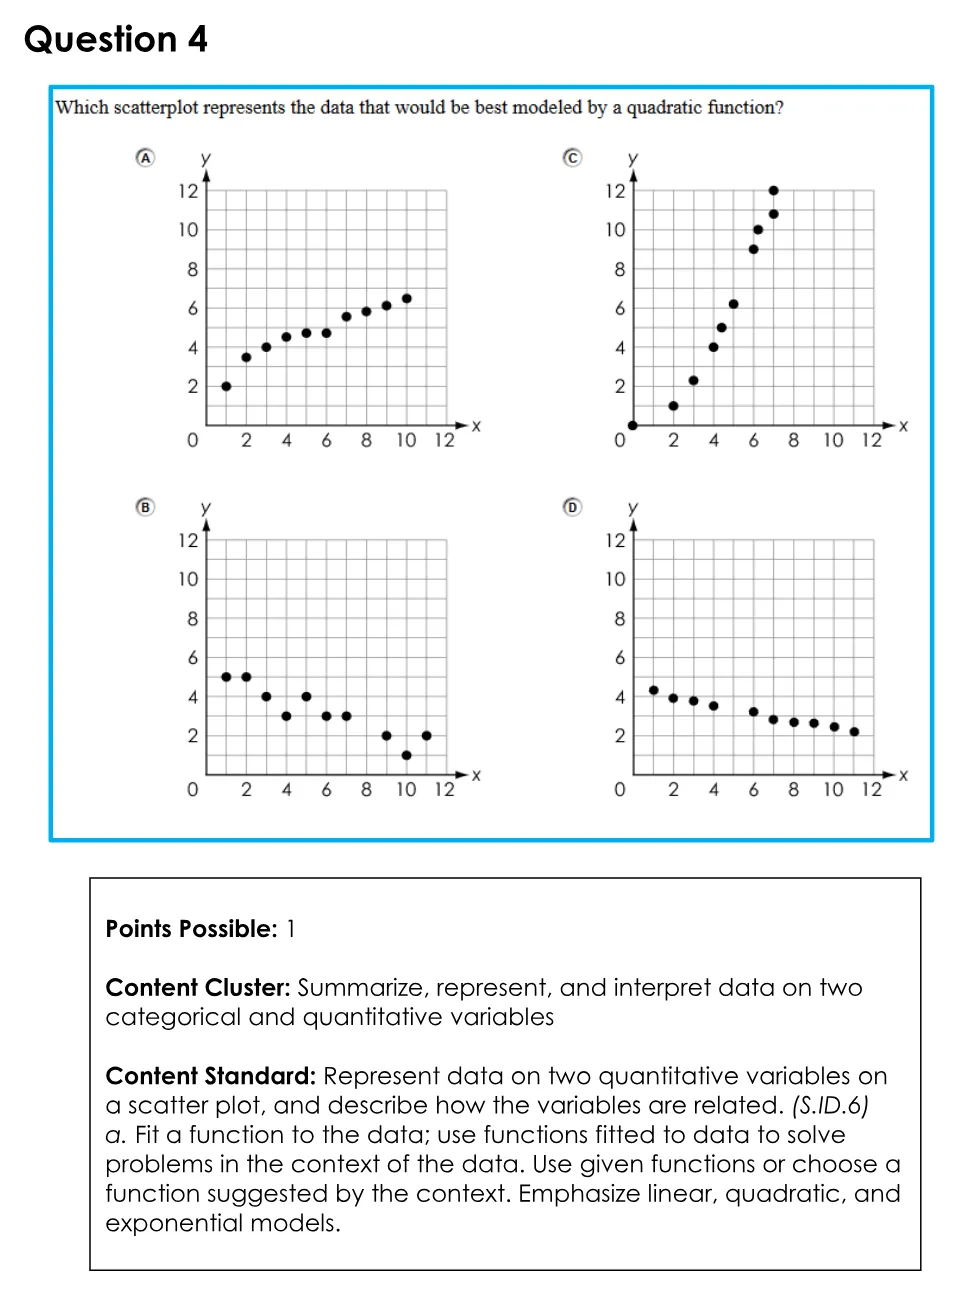 Question 4
Which scatterplot represents the data that would be best modeled by a quadratic function?
A
y
12
10
8
6
4
2
0 2 4 6 8 10 12 x
C
y
12
10
8
6
4
2
0 2 4 6 8 10 12 x
B
y
12
10
8
6
4
2
0 2 4 6 8 10 12 x
D
y
12
10
8
6
4
2
0 2 4 6 8 10 12 x
Points Possible: 1
Content Cluster: Summarize, represent, and interpret data on two
categorical and quantitative variables
Content Standard: Represent data on two quantitative variables on
a scatter plot, and describe how the variables are related. (S.ID.6)
a. Fit a function to the data; use functions fitted to data to solve
problems in the context of the data. Use given functions or choose a
function suggested by the context. Emphasize linear, quadratic, and
exponential models.